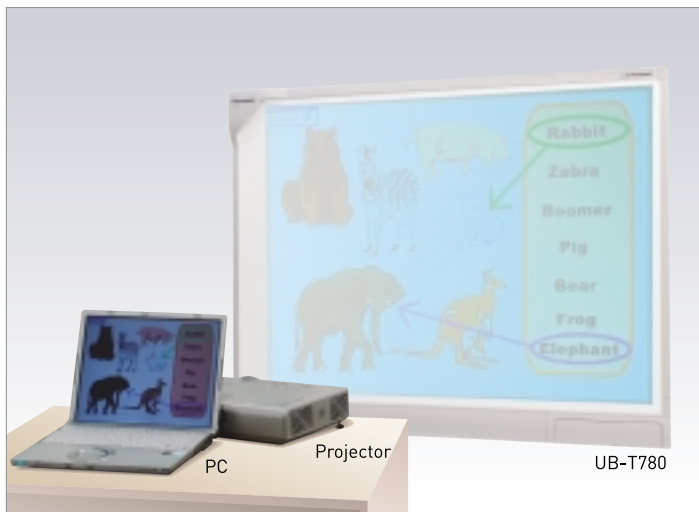 Rabbit
Zebra
Boomer
Pig
Bear
Frog
Elephant
PC
Projector
UB-T780